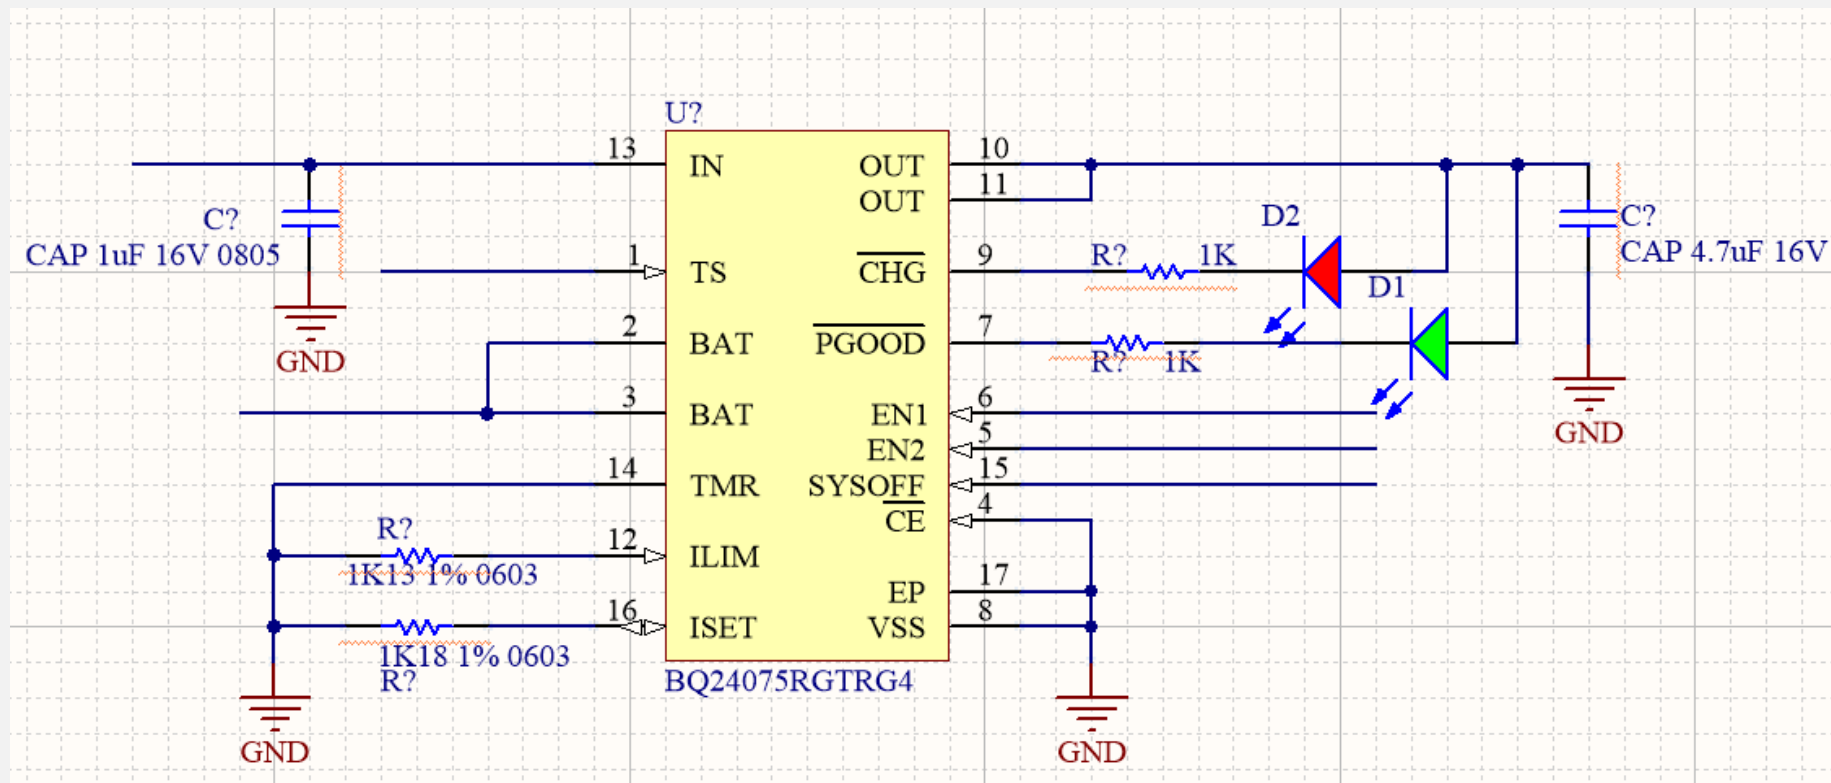 U?
13
IN
OUT
10
11
OUT
C?
CAP 1uF 16V 0805
D2
C?
CAP 4.7uF 16V
1
TS
CHG
9
R?
1K
D1
GND
2
BAT
PGOOD
7
R?
1K
3
BAT
EN1
6
GND
EN2
5
14
TMR
SYSOFF
15
CE
4
R?
12
ILIM
1K13 1% 0603
EP
17
16
ISET
VSS
8
1K18 1% 0603
R?
BQ24075RGTRG4
GND
GND